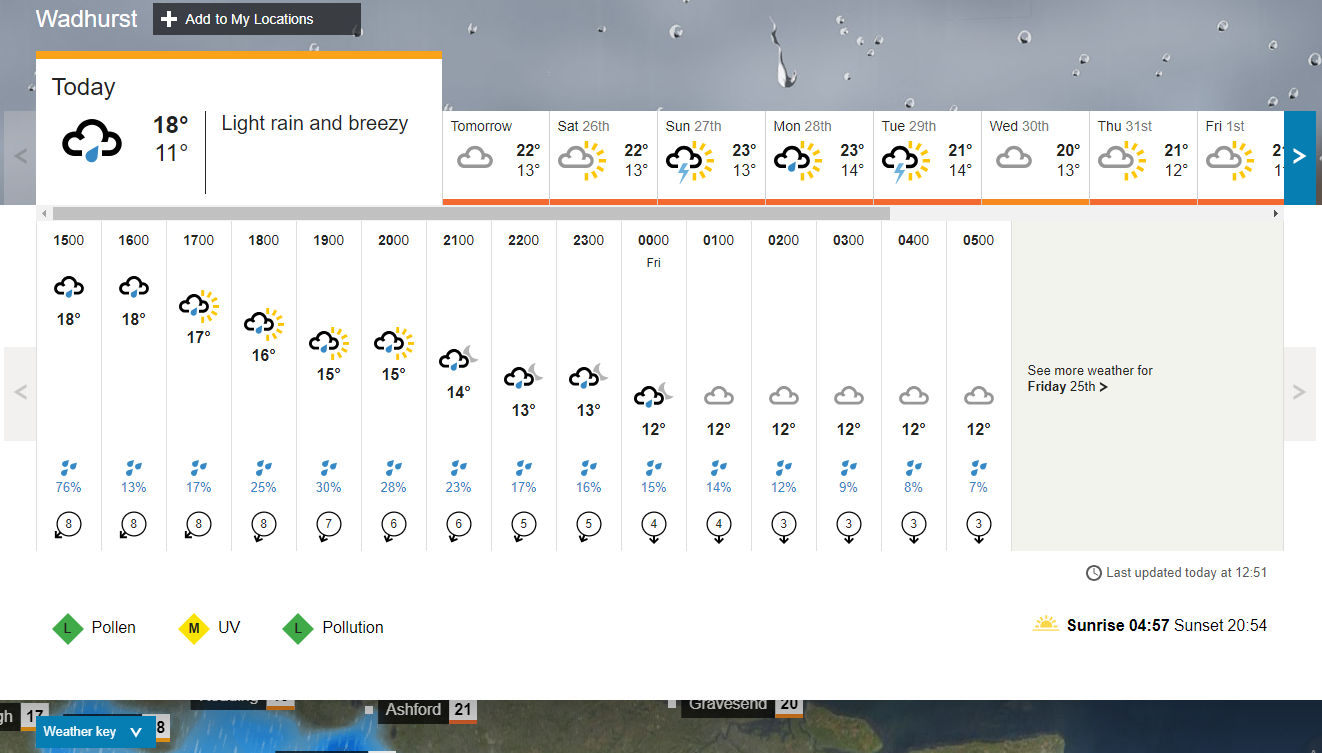 Wadhurst
Add to My Locations
Today
18°
11°
Light rain and breezy
Tomorrow
22°
13°
Sat 26th
22°
13°
Sun 27th
23°
13°
Mon 28th
23°
14°
Tue 29th
21°
14°
Wed 30th
20°
13°
Thu 31st
21°
12°
Fri 1st
1500 1600 1700 1800 1900 2000 2100 2200 2300 0000 0100 0200 0300 0400 0500
Fri
18° 18° 17° 16° 15° 15° 14° 13° 13° 12° 12° 12° 12° 12° 12°
See more weather for
Friday 25th >
76% 13% 17% 25% 30% 28% 23% 17% 16% 15% 14% 12% 9% 8% 7%
8 8 8 8 7 6 6 5 5 4 4 3 3 3 3
Last updated today at 12:51
L Pollen M UV L Pollution
Sunrise 04:57 Sunset 20:54
gh 17
Ashford 21
Gravesend 20
Weather key
8